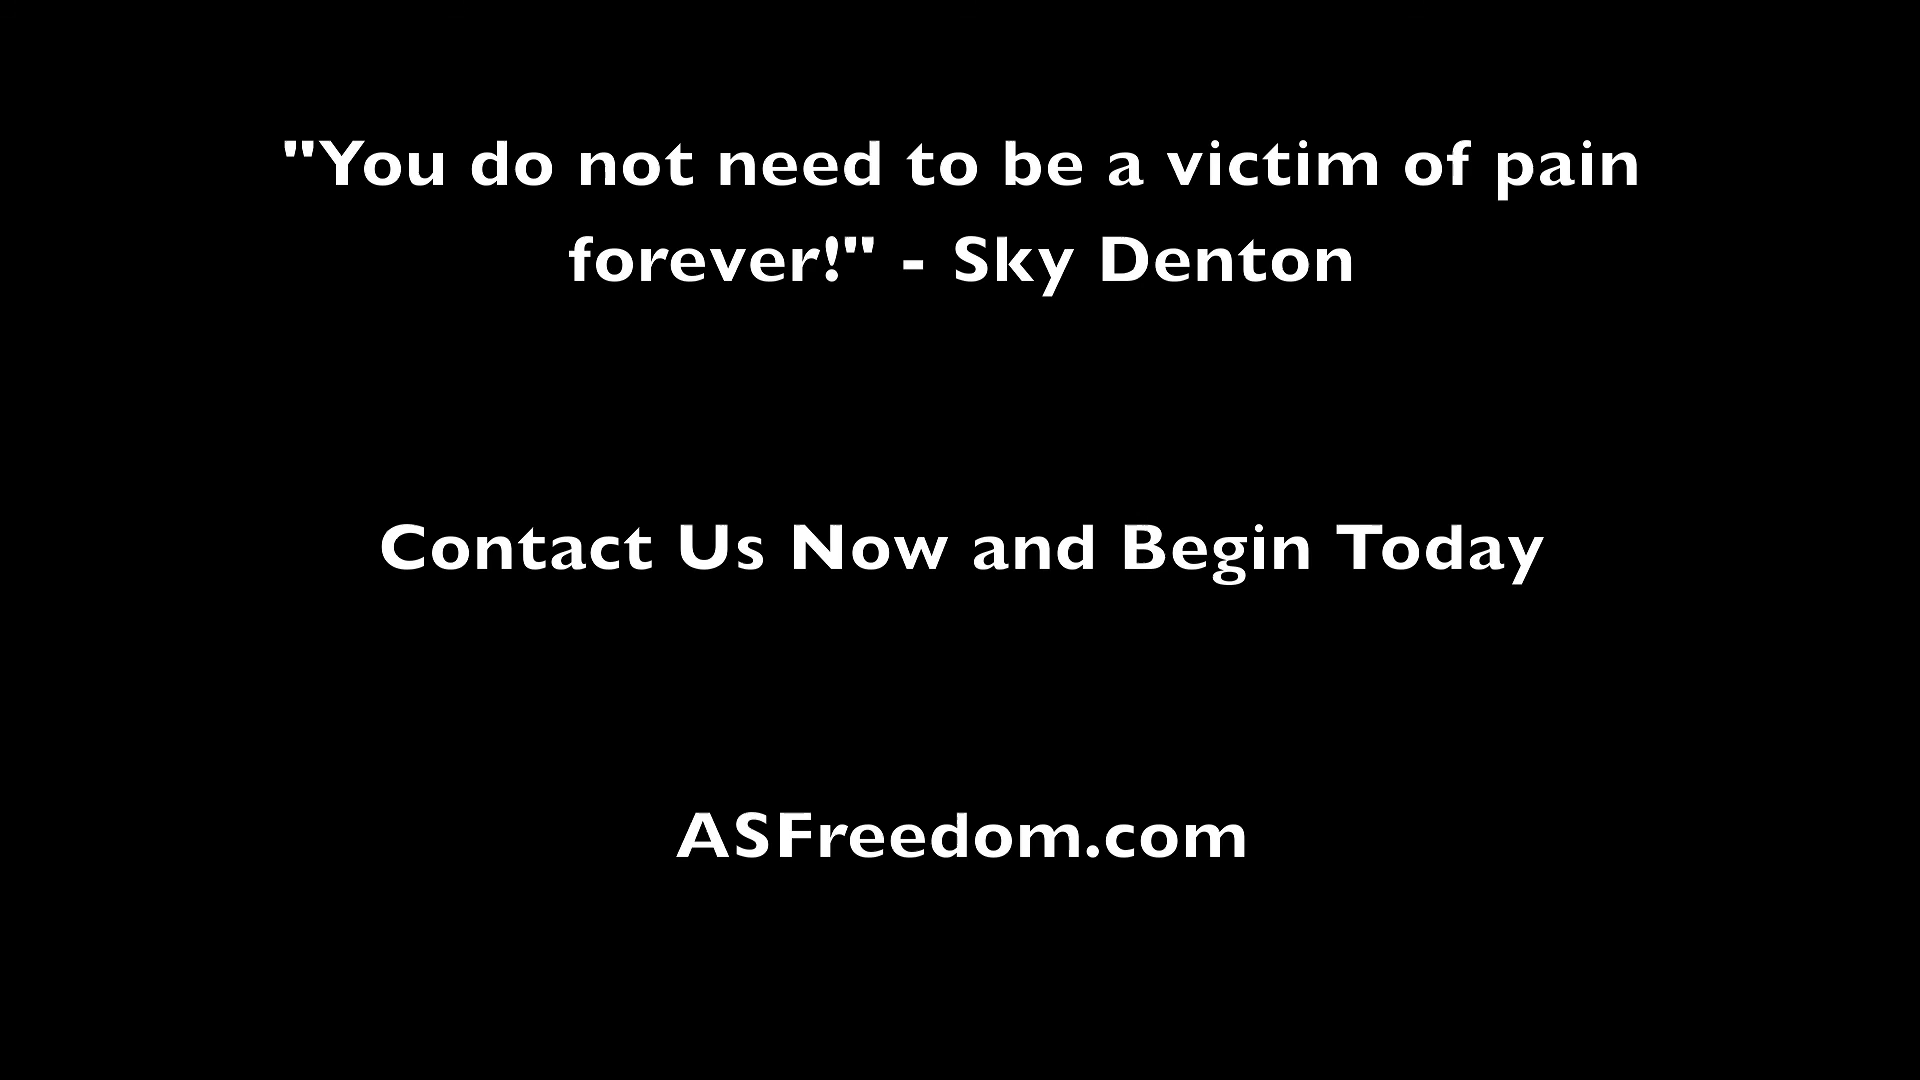 "You do not need to be a victim of pain
forever!" - Sky Denton
Contact Us Now and Begin Today
ASFreedom.com